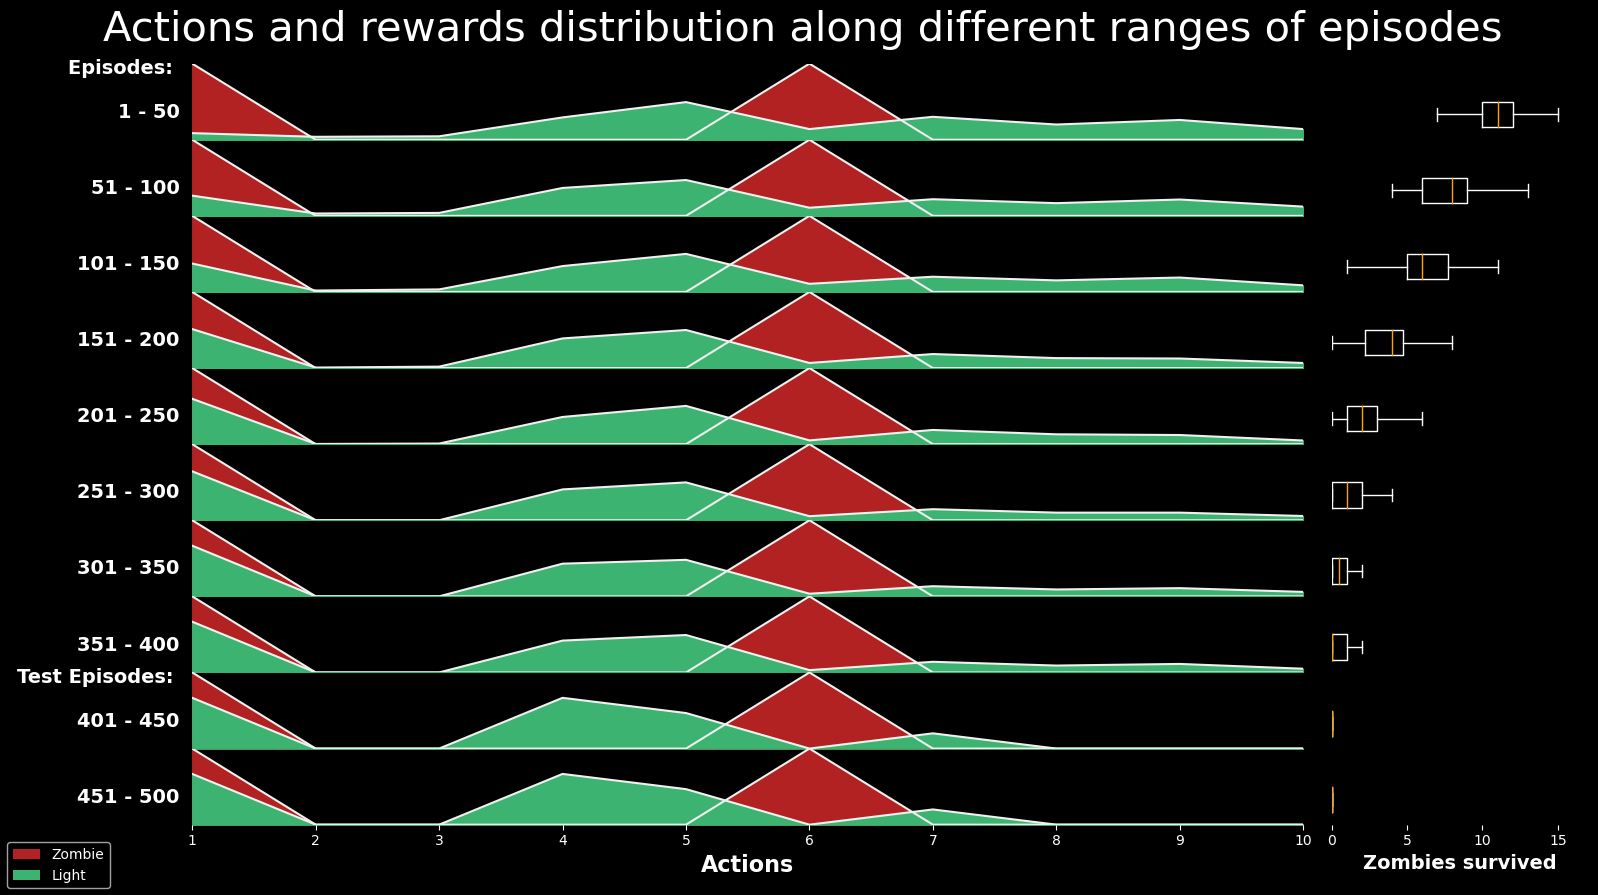 Actions and rewards distribution along different ranges of episodes
Episodes:
1 - 50
51 - 100
101 - 150
151 - 200
201 - 250
251 - 300
301 - 350
351 - 400
Test Episodes:
401 - 450
451 - 500
1 2 3 4 5 6 7 8 9 10
0 5 10 15
Actions
Zombies survived
Zombie
Light